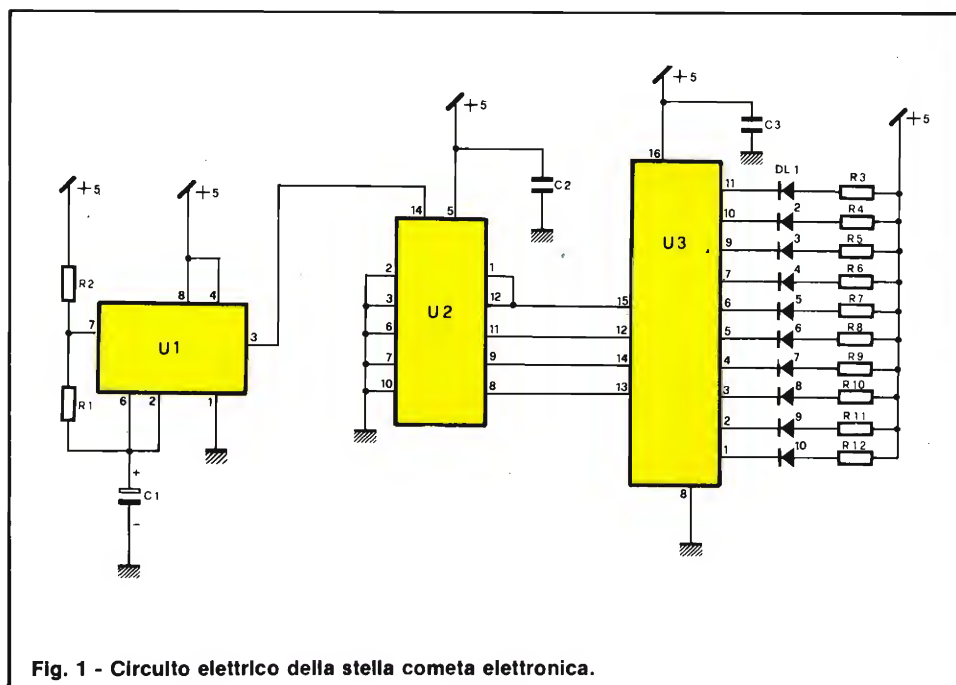 +5
R2
7
R1
8
4
U1
3
6
2
1
+
C1
-
+5
+5
C2
14
5
2
3
6
7
10
U2
1
12
11
9
8
+5
C3
16
U3
15
12
14
13
8
11
10
9
7
6
5
4
3
2
1
DL1
2
3
4
5
6
7
8
9
10
R3
R4
R5
R6
R7
R8
R9
R10
R11
R12
+5
Fig. 1 - Circuito elettrico della stella cometa elettronica.